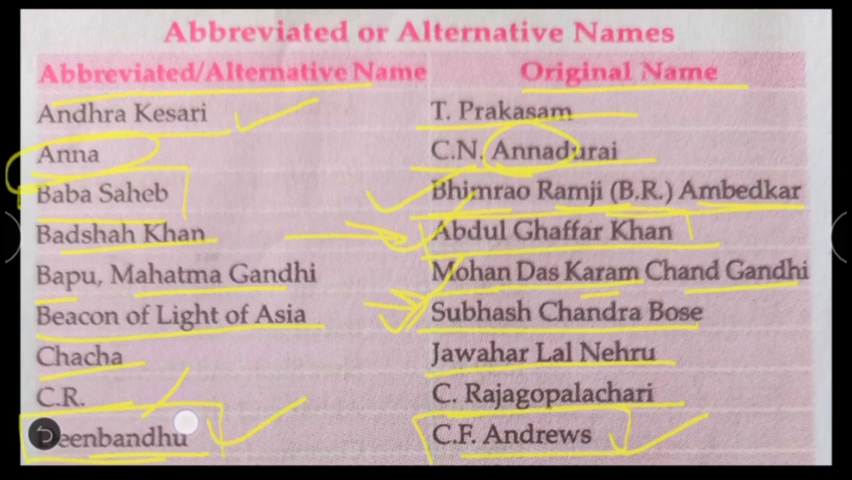 Abbreviated or Alternative Names
Abbreviated/Alternative Name Original Name
Andhra Kesari T. Prakasam
Anna C.N. Annadurai
Baba Saheb Bhimrao Ramji (B.R.) Ambedkar
Badshah Khan Abdul Ghaffar Khan
Bapu, Mahatma Gandhi Mohan Das Karam Chand Gandhi
Beacon of Light of Asia Subhash Chandra Bose
Chacha Jawahar Lal Nehru
C.R. C. Rajagopalachari
Deenbandhu C.F. Andrews